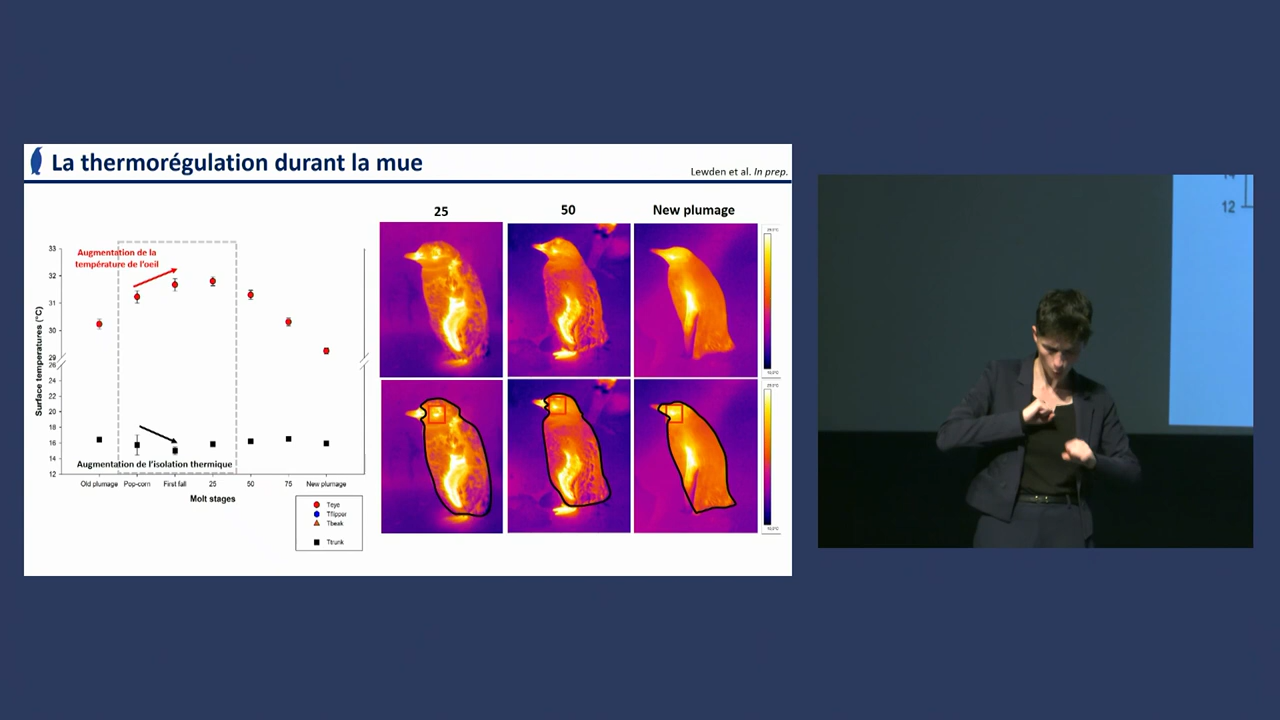 La thermorégulation durant la mue
Lewden et al. In prep.
25
50
New plumage
Augmentation de la
température de l'oeil
33
32
31
30
29
26
24
22
20
18
16
14
12
Surface temperatures (°C)
Augmentation de l'isolation thermique
Old plumage
Pop-corn
First fall
25
50
75
New plumage
Molt stages
Teye
Tflipper
Tbeak
Ttrunk
12